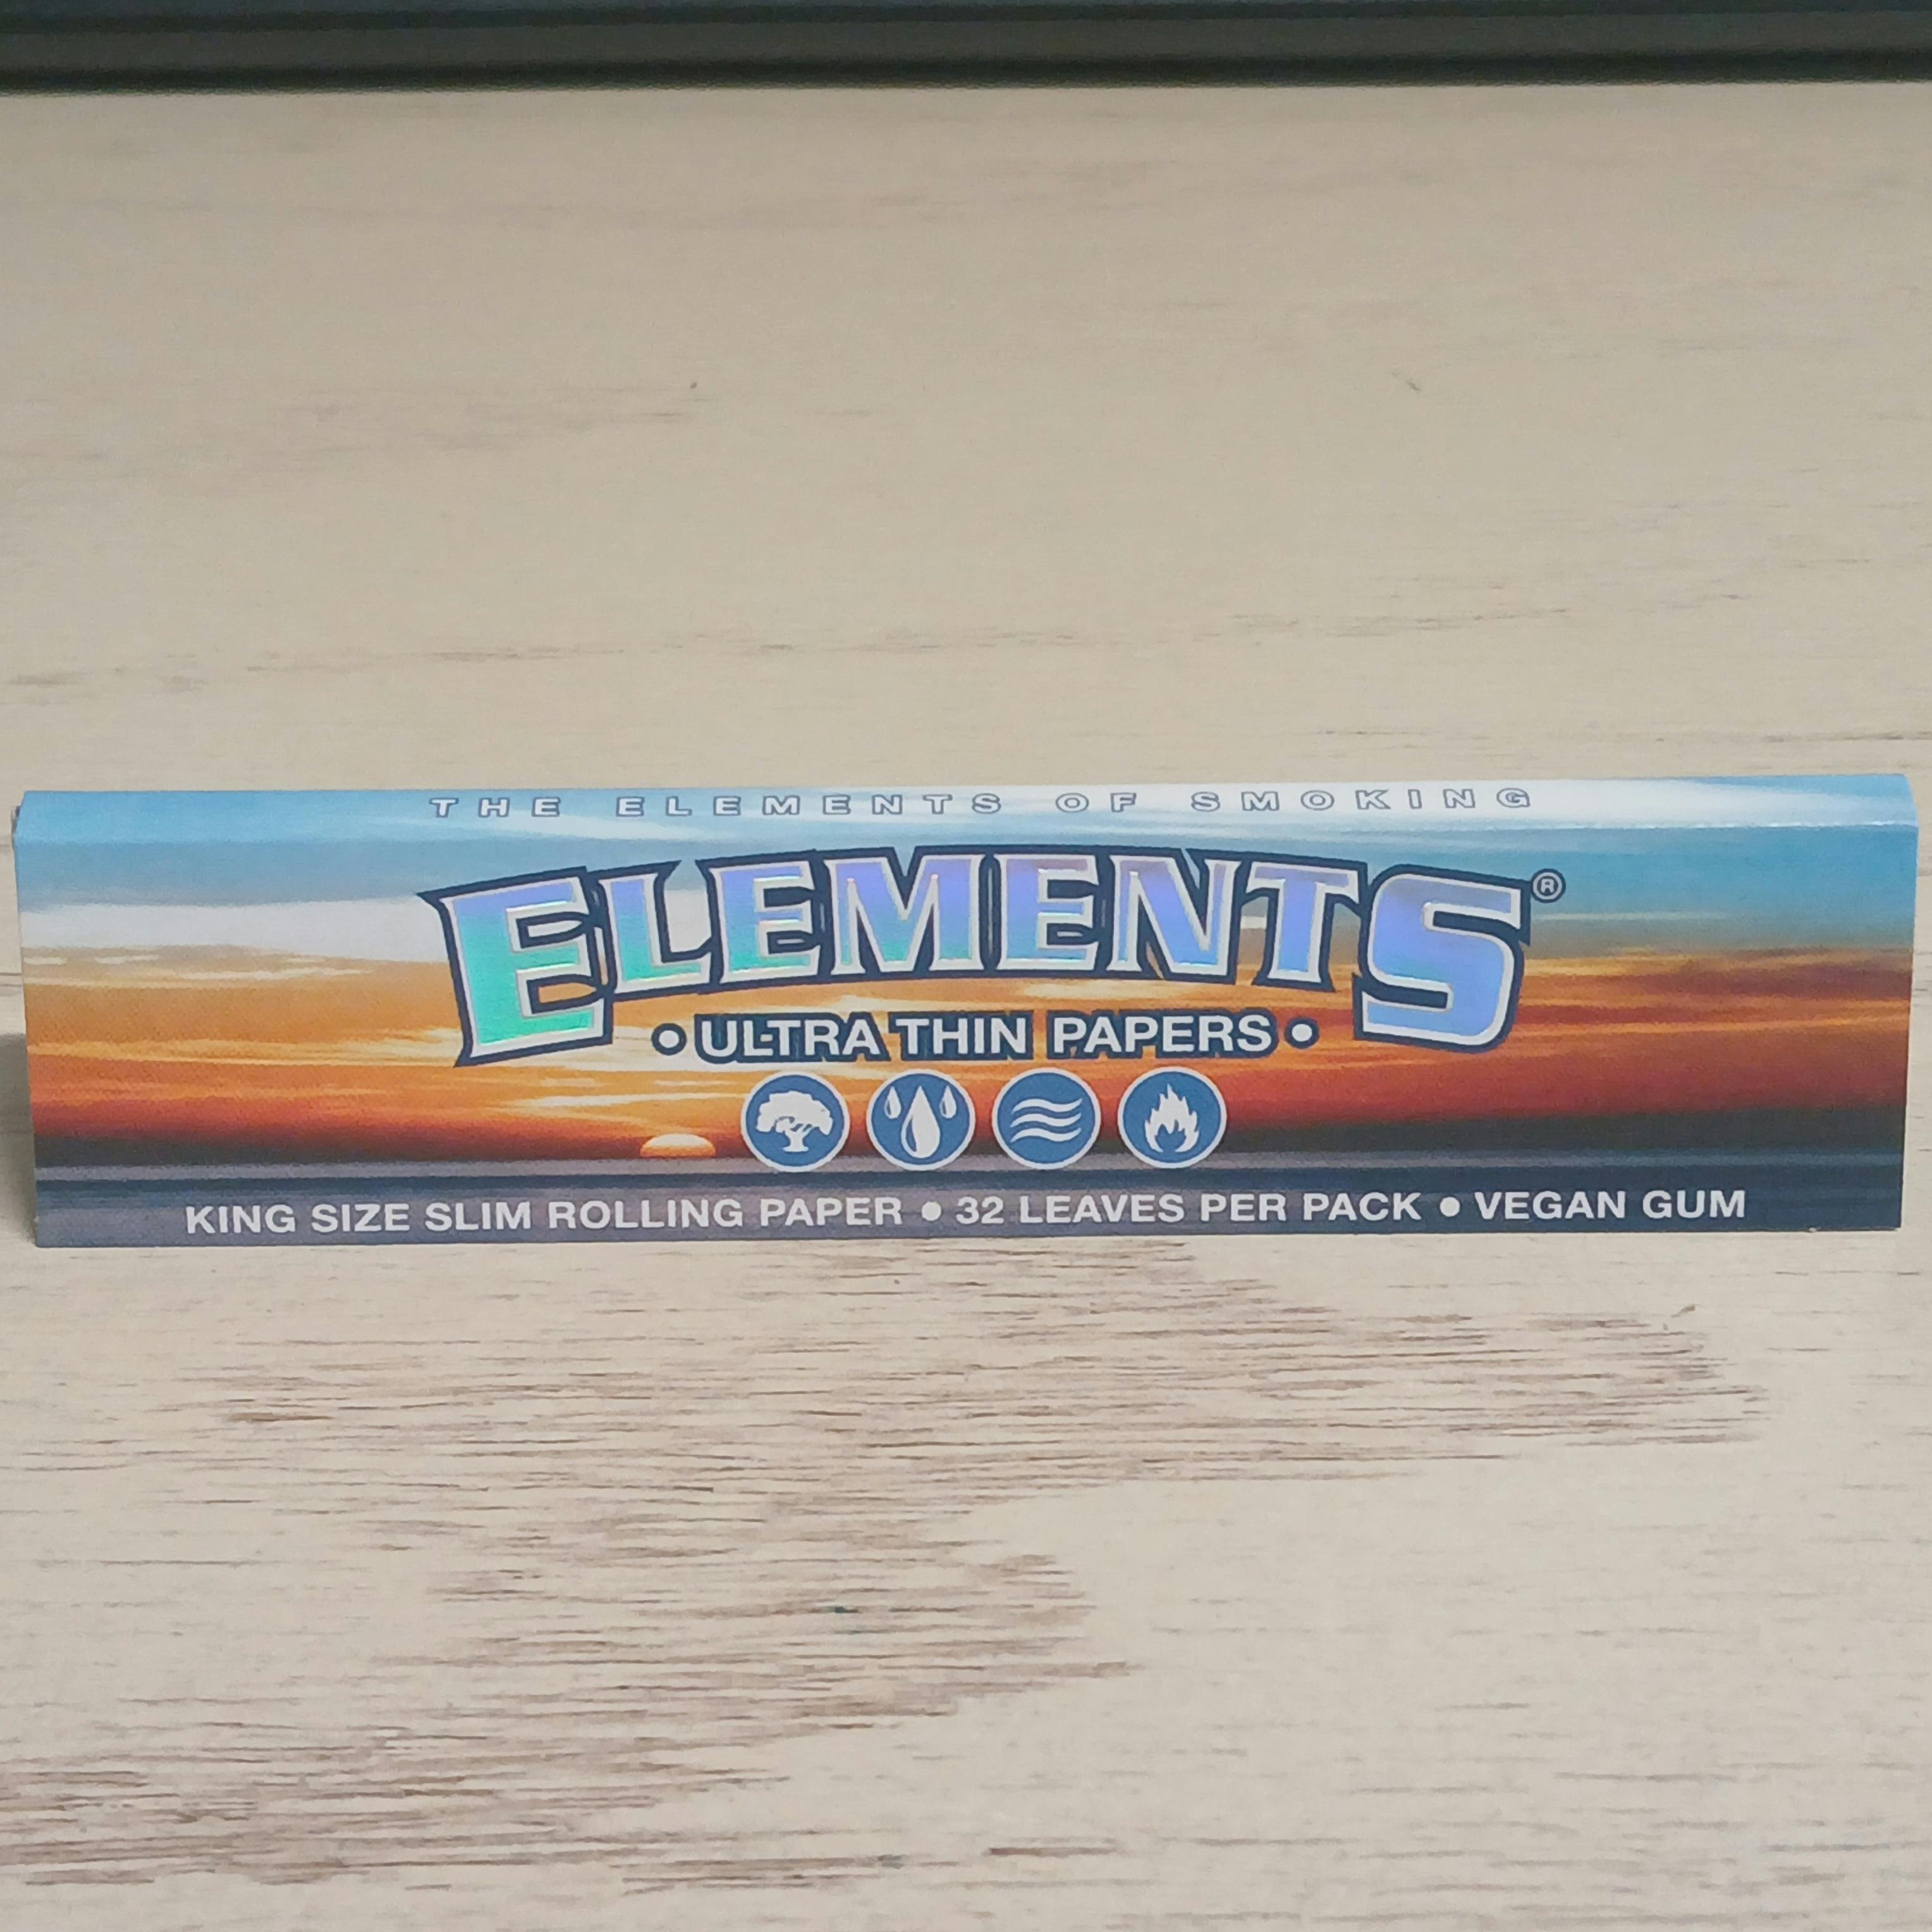 THE ELEMENTS OF SMOKING
ELEMENTS®
• ULTRA THIN PAPERS •
KING SIZE SLIM ROLLING PAPER • 32 LEAVES PER PACK • VEGAN GUM